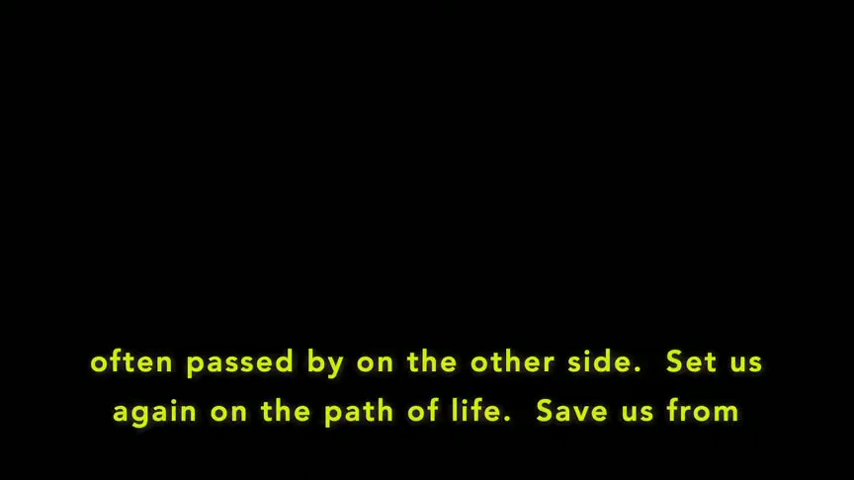 often passed by on the other side.  Set us
again on the path of life.  Save us from